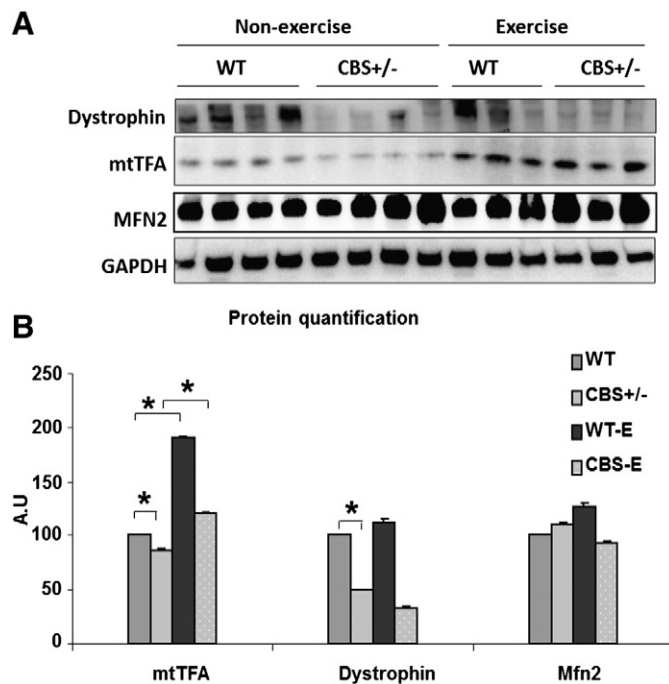 A
Non-exercise Exercise
WT CBS+/- WT CBS+/-
Dystrophin
mtTFA
MFN2
GAPDH
B
Protein quantification
250
200
150
100
50
0
A.U
* * *
*
*
WT
CBS+/-
WT-E
CBS-E
mtTFA Dystrophin Mfn2